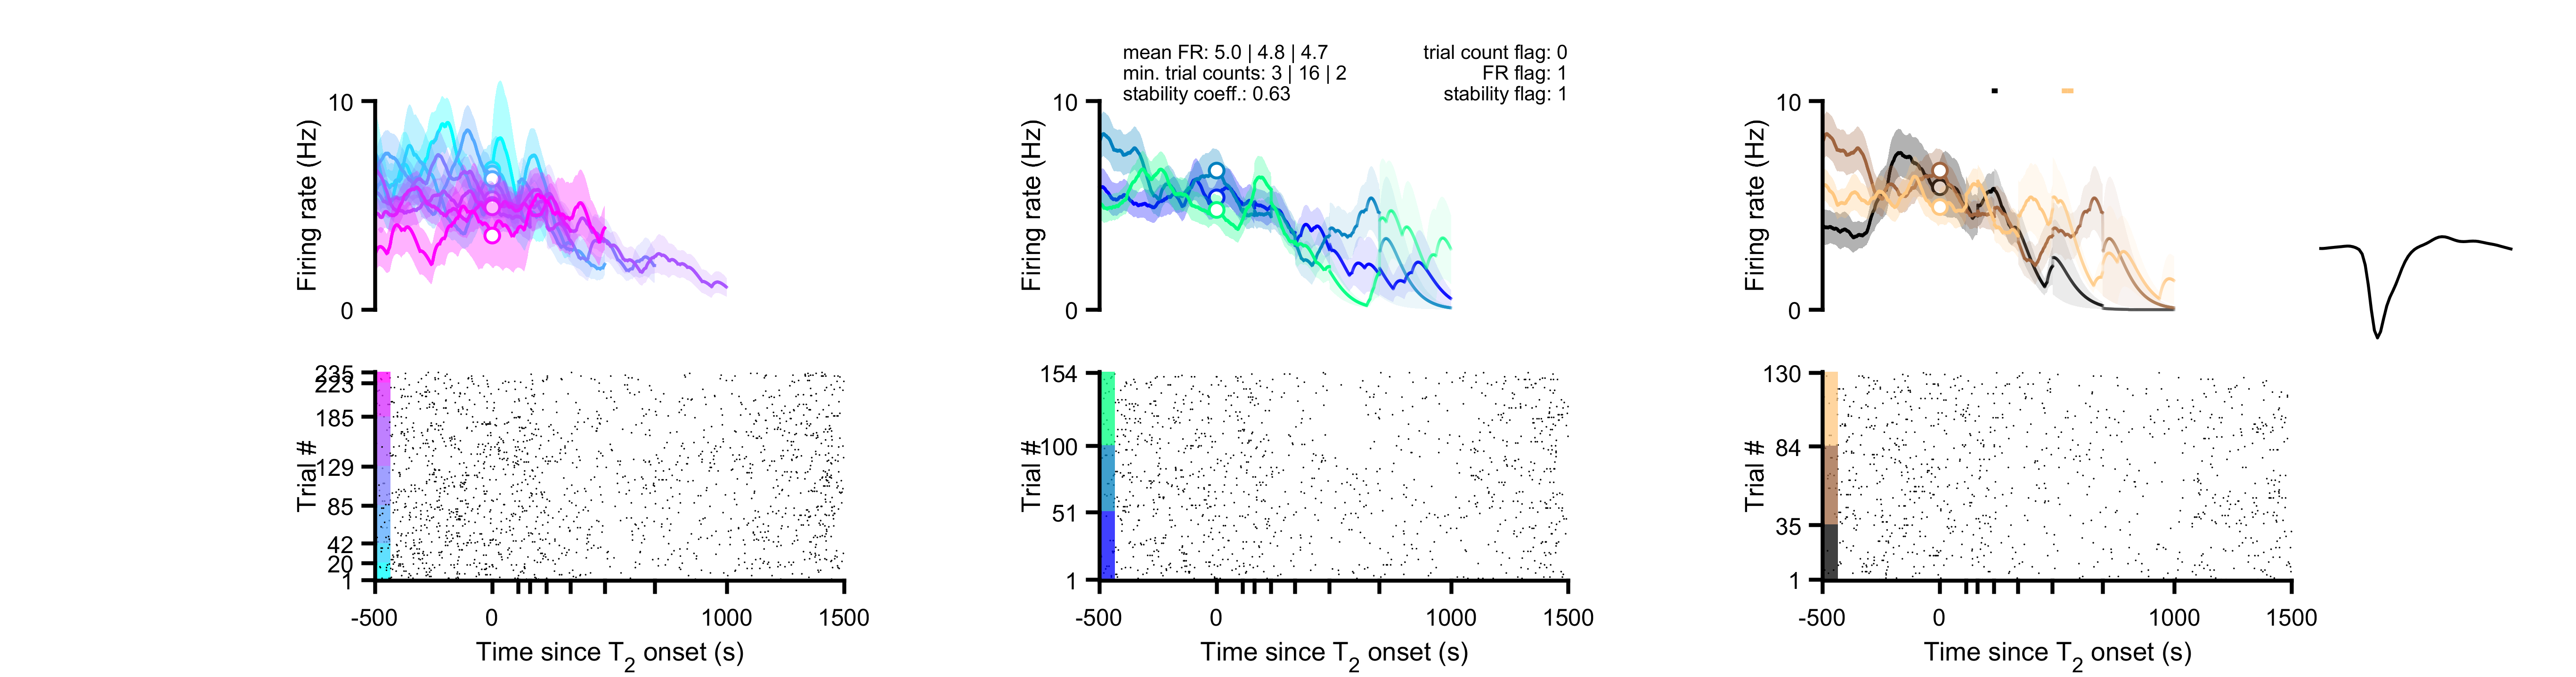 mean FR: 5.0 | 4.8 | 4.7
min. trial counts: 3 | 16 | 2
stability coeff.: 0.63
trial count flag: 0
FR flag: 1
stability flag: 1
10
0
Firing rate (Hz)
10
0
Firing rate (Hz)
10
0
Firing rate (Hz)
235
223
185
129
85
42
20
1
Trial #
-500
0
1000
1500
Time since T2 onset (s)
154
100
51
1
Trial #
-500
0
1000
1500
Time since T2 onset (s)
130
84
35
1
Trial #
-500
0
1000
1500
Time since T2 onset (s)